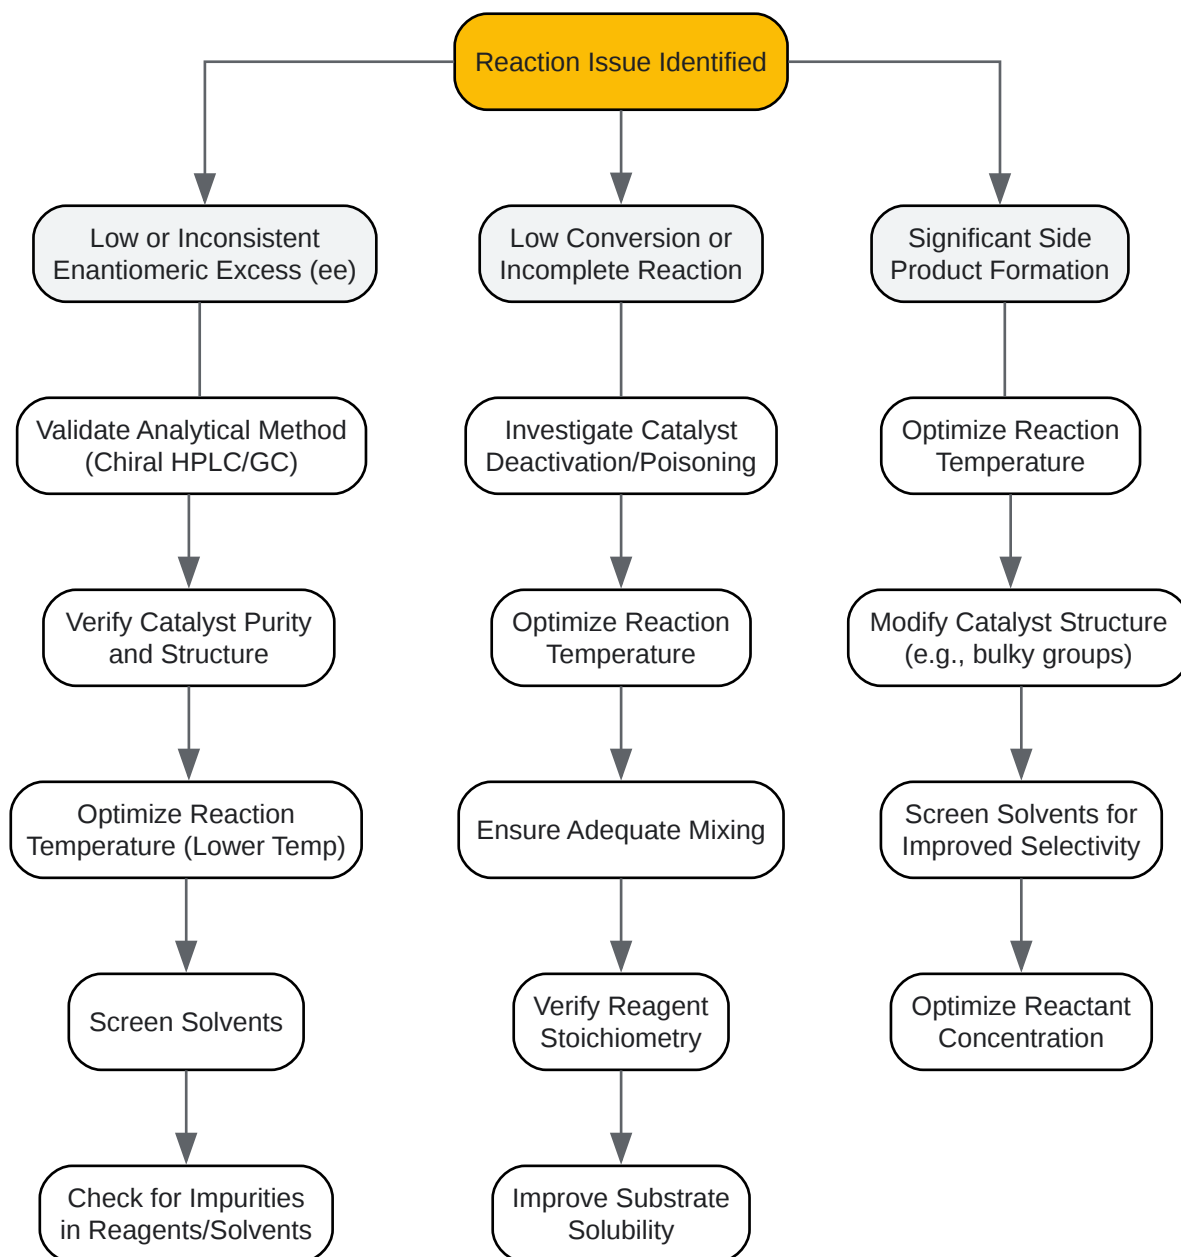 Reaction Issue Identified
Low or Inconsistent
Enantiomeric Excess (ee)
Low Conversion or
Incomplete Reaction
Significant Side
Product Formation
Validate Analytical Method
(Chiral HPLC/GC)
Investigate Catalyst
Deactivation/Poisoning
Optimize Reaction
Temperature
Verify Catalyst Purity
and Structure
Optimize Reaction
Temperature
Modify Catalyst Structure
(e.g., bulky groups)
Optimize Reaction
Temperature (Lower Temp)
Ensure Adequate Mixing
Screen Solvents for
Improved Selectivity
Screen Solvents
Verify Reagent
Stoichiometry
Optimize Reactant
Concentration
Check for Impurities
in Reagents/Solvents
Improve Substrate
Solubility